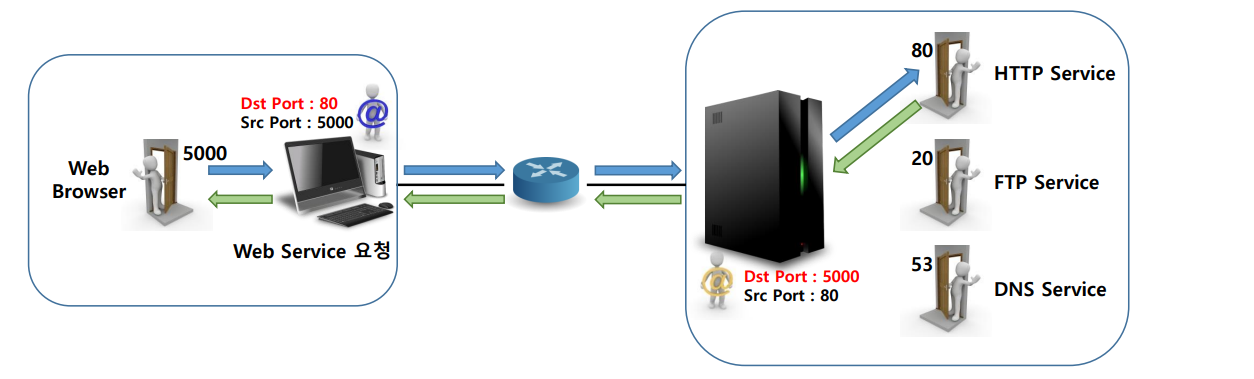 Web
Browser
5000
Dst Port : 80
Src Port : 5000
@
Web Service 요청
@
Dst Port : 5000
Src Port : 80
80
HTTP Service
20
FTP Service
53
DNS Service